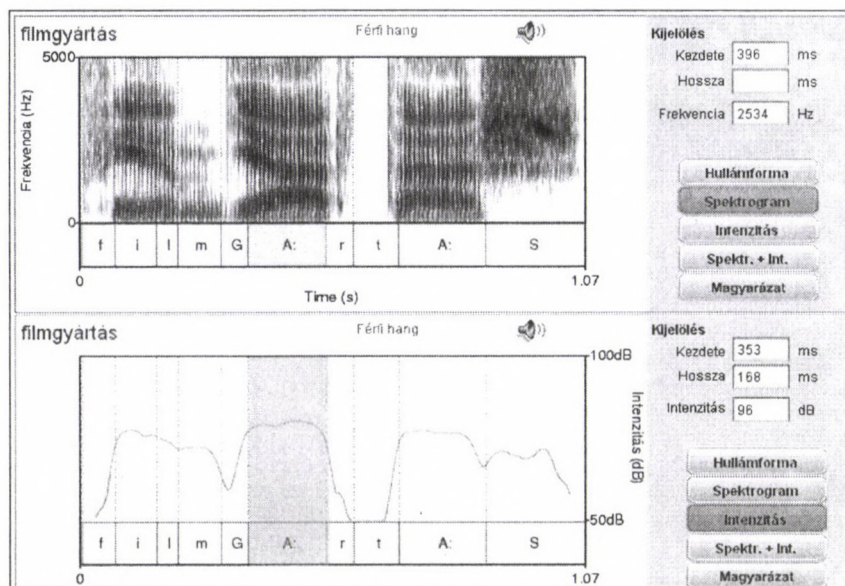 filmgyártás
Férfi hang
5000
Frekvencia (Hz)
0
f i l m G A: r t A: S
0
1.07
Time (s)
Kijelölés
Kezdete 396 ms
Hossza ms
Frekvencia 2534 Hz
Hullámforma
Spektrogram
Intenzitás
Spektr. + Int.
Magyarázat
filmgyártás
Férfi hang
100dB
Intenzitás (dB)
50dB
f i l m G A: r t A: S
0
1.07
Kijelölés
Kezdete 353 ms
Hossza 168 ms
Intenzitás 96 dB
Hullámforma
Spektrogram
Intenzitás
Spektr. + Int.
Magyarázat